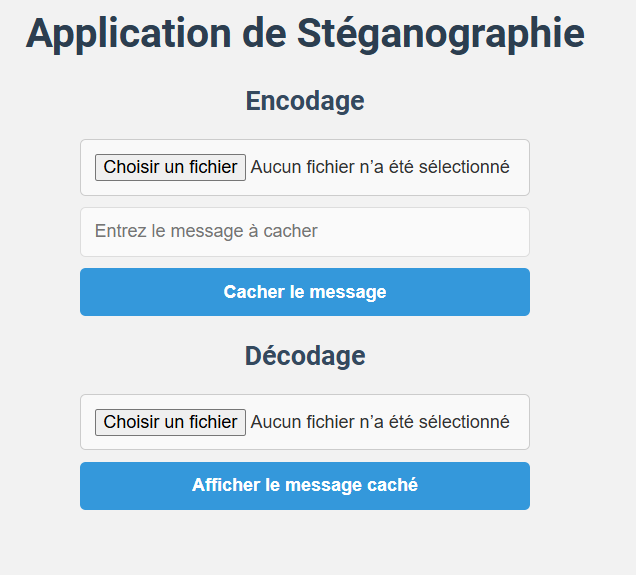 Application de Stéganographie
Encodage
Choisir un fichier Aucun fichier n’a été sélectionné
Entrez le message à cacher
Cacher le message
Décodage
Choisir un fichier Aucun fichier n’a été sélectionné
Afficher le message caché